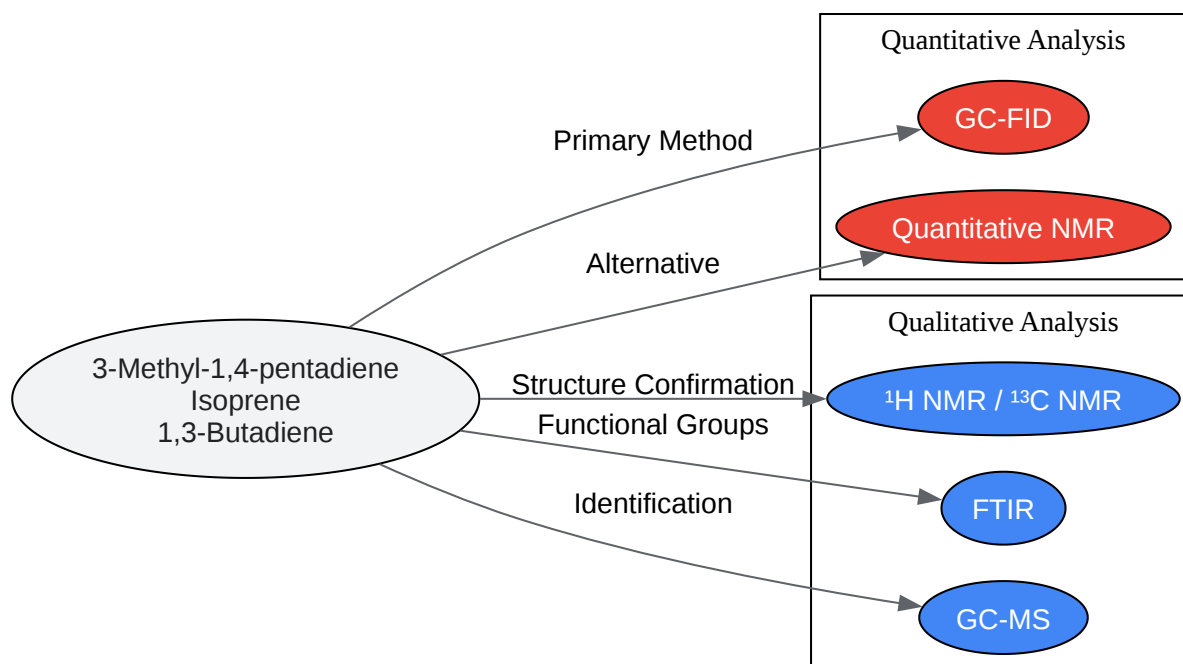 Quantitative Analysis
GC-FID
Primary Method
Quantitative NMR
Alternative
Qualitative Analysis
3-Methyl-1,4-pentadiene
Isoprene
1,3-Butadiene
Structure Confirmation
¹H NMR / ¹³C NMR
Functional Groups
FTIR
Identification
GC-MS